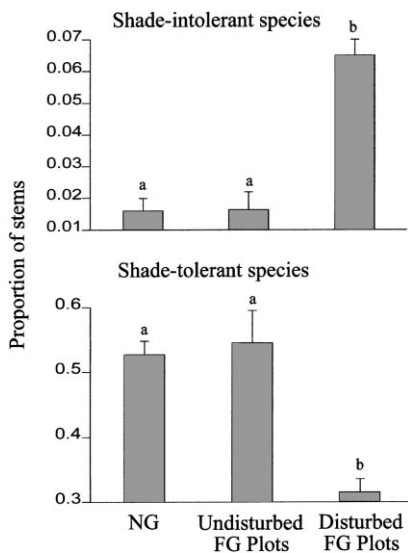 Shade-intolerant species
0.07
0.06
0.05
0.04
0.03
0.02
0.01
a
a
b
Proportion of stems
Shade-tolerant species
0.6
0.5
0.4
0.3
a
a
b
NG
Undisturbed FG Plots
Disturbed FG Plots